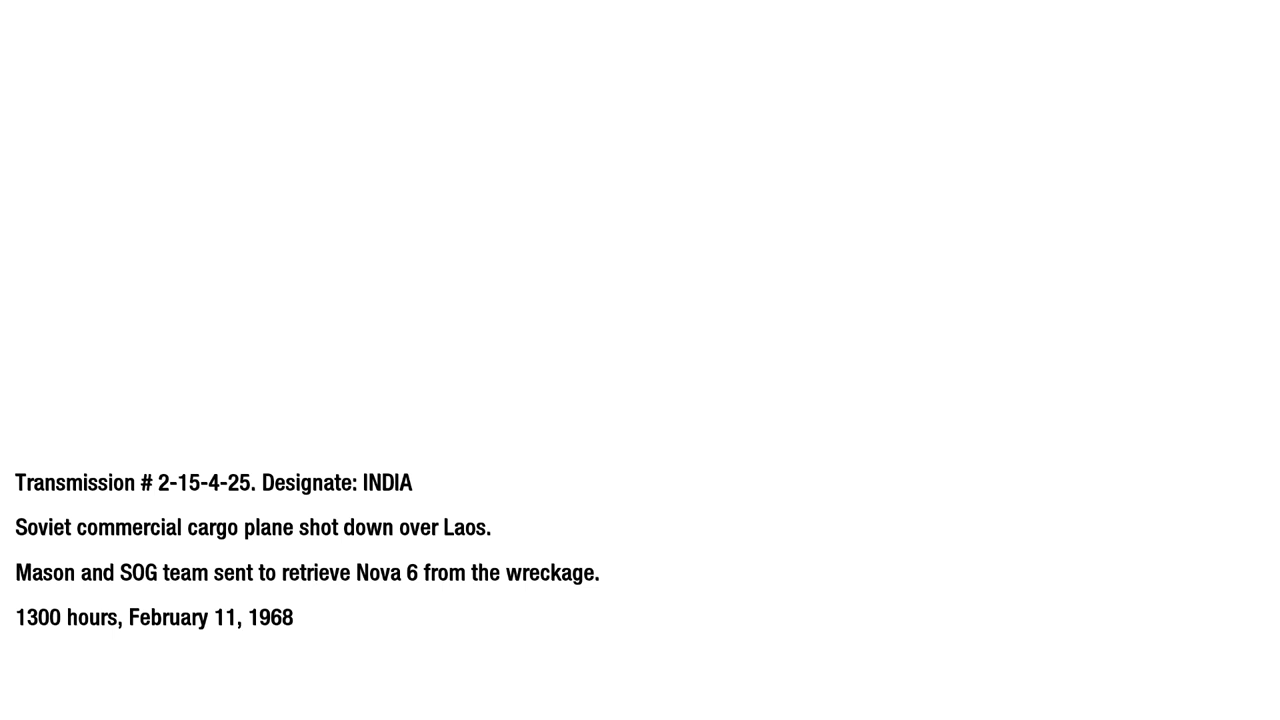 Transmission # 2-15-4-25. Designate: INDIA
Soviet commercial cargo plane shot down over Laos.
Mason and SOG team sent to retrieve Nova 6 from the wreckage.
1300 hours, February 11, 1968